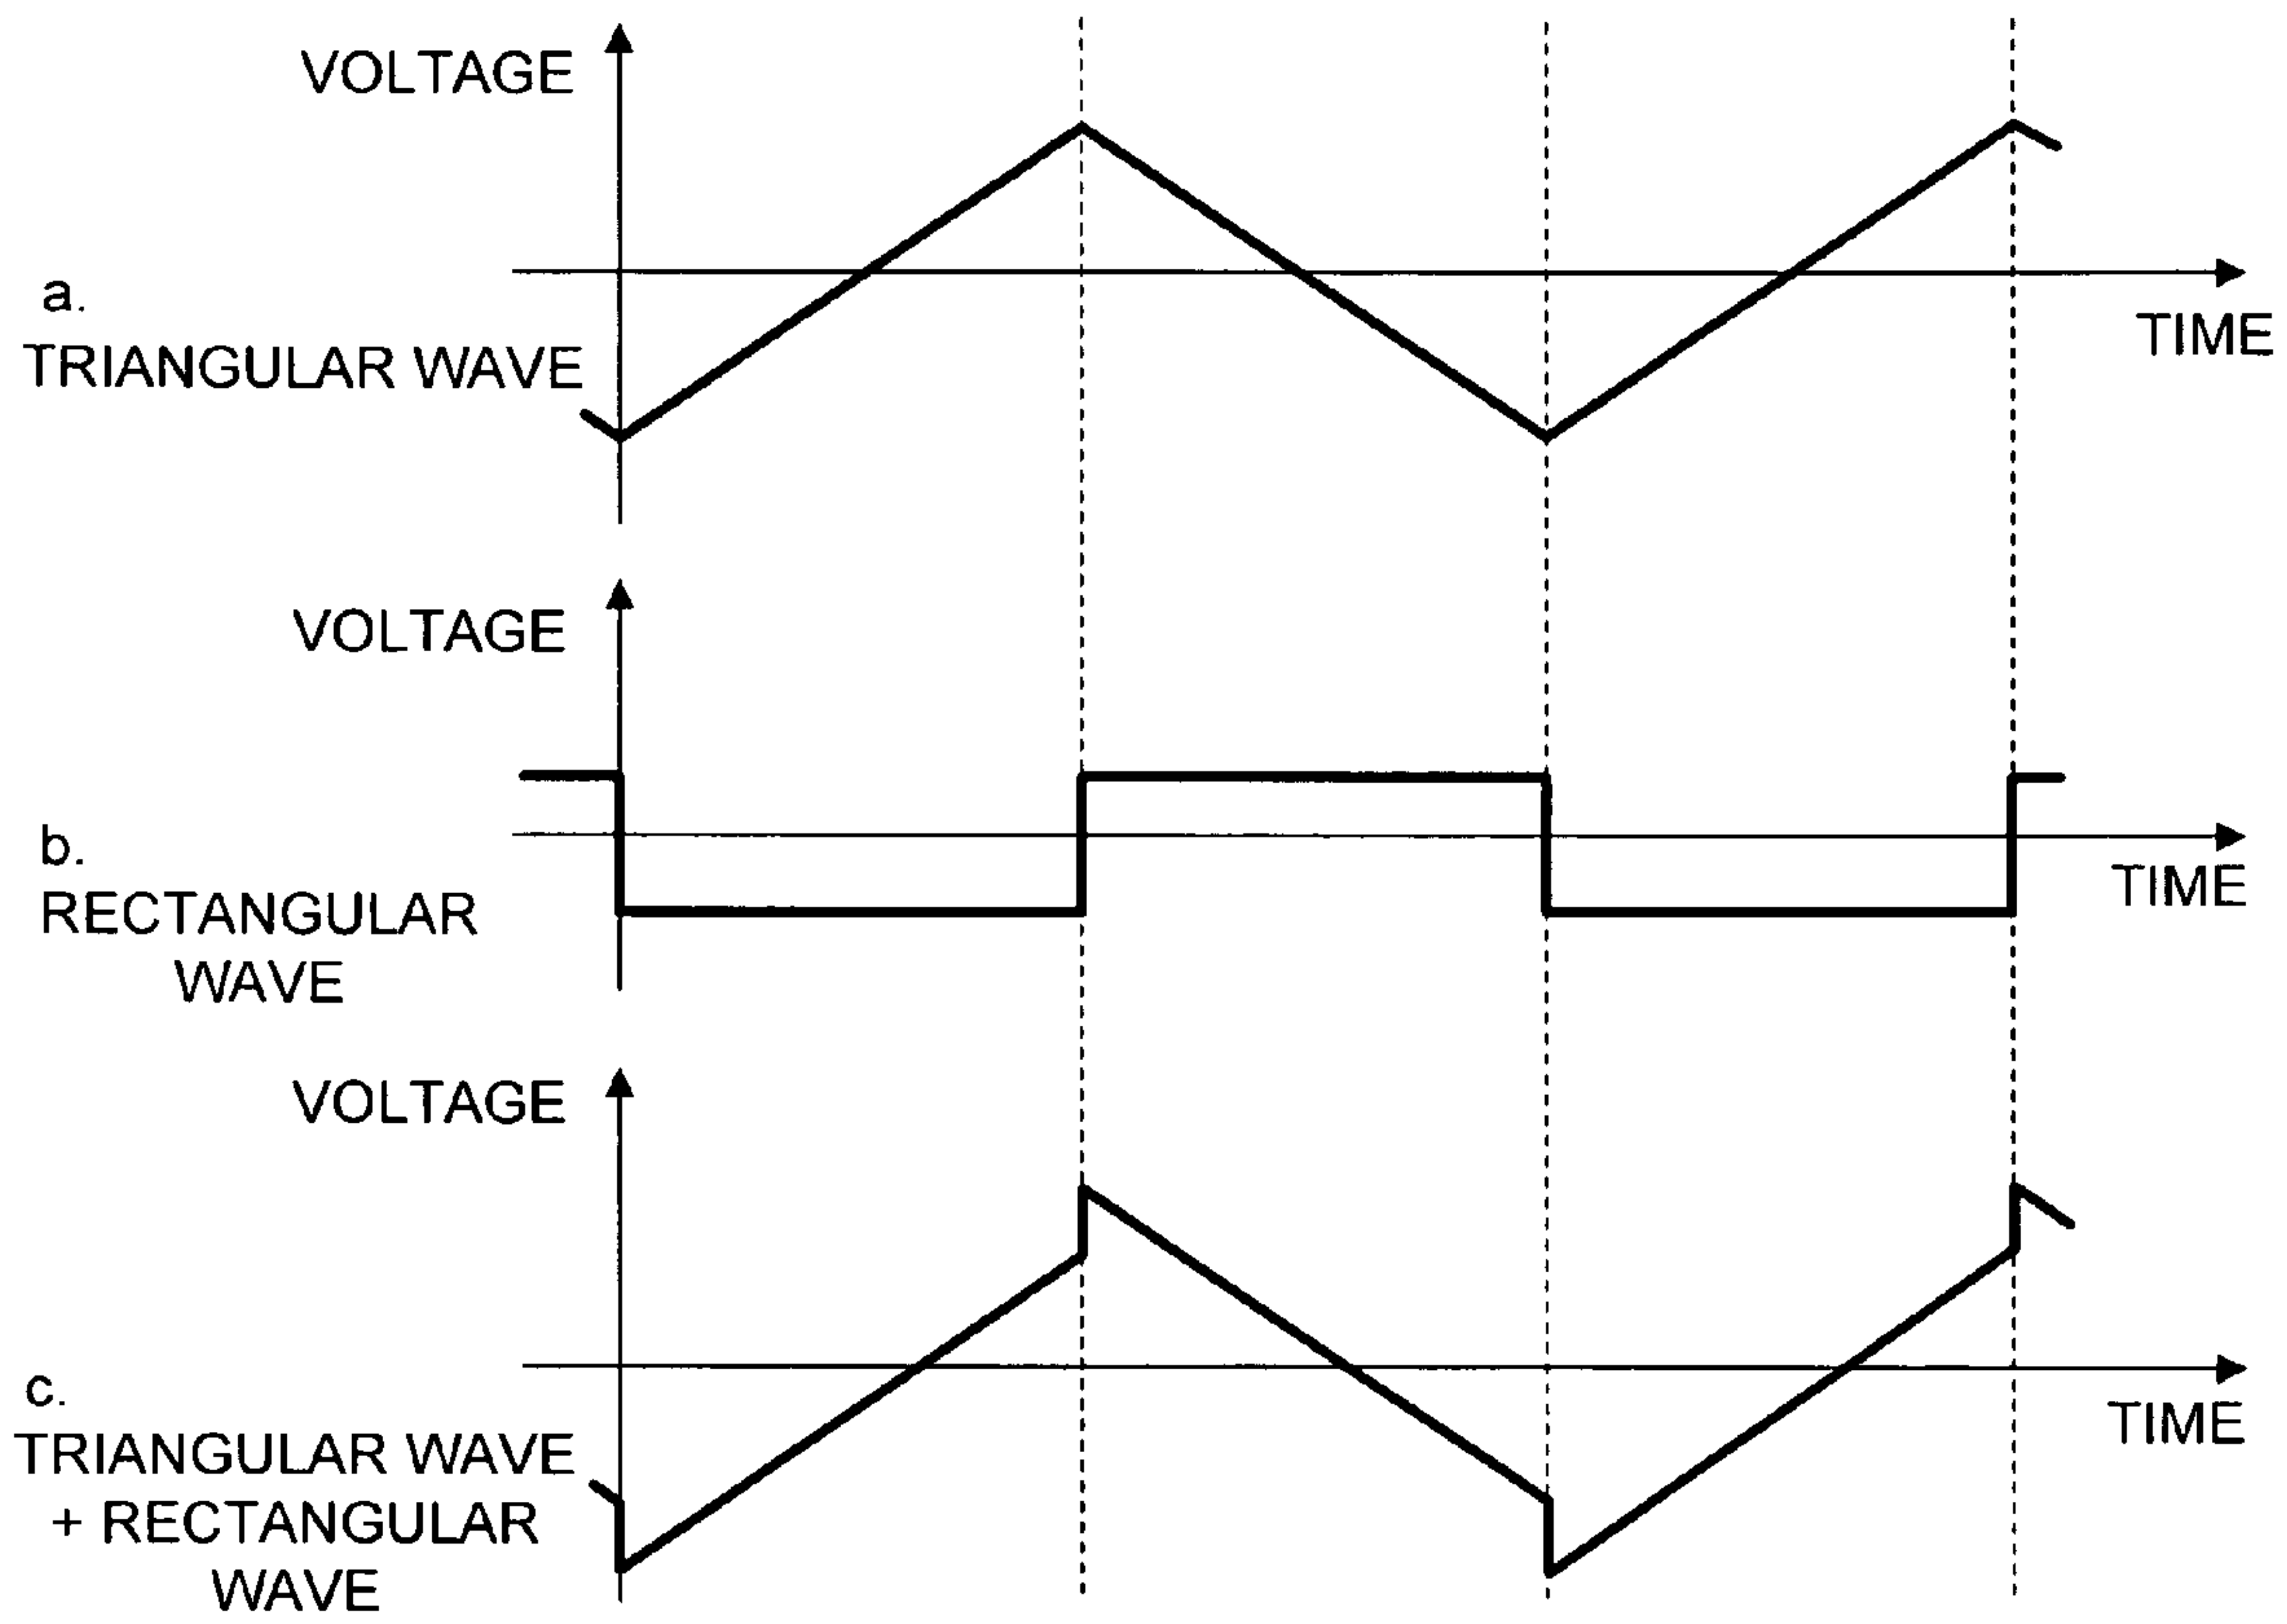 VOLTAGE
a.
TRIANGULAR WAVE
TIME
VOLTAGE
b.
RECTANGULAR
WAVE
TIME
VOLTAGE
c.
TRIANGULAR WAVE
+ RECTANGULAR
WAVE
TIME